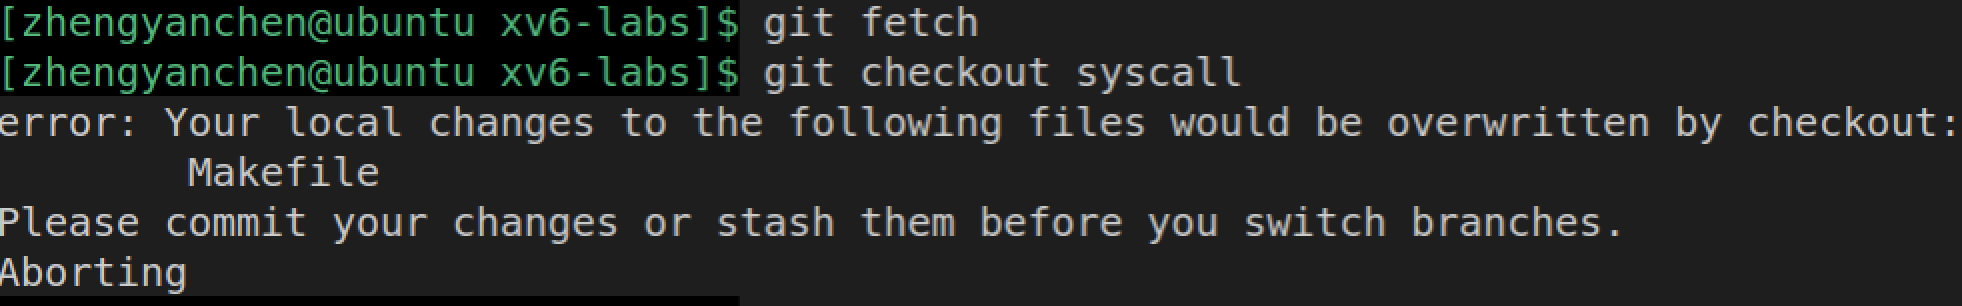 [zhengyanchen@ubuntu xv6-labs]$ git fetch
[zhengyanchen@ubuntu xv6-labs]$ git checkout syscall
error: Your local changes to the following files would be overwritten by checkout:
        Makefile
Please commit your changes or stash them before you switch branches.
Aborting